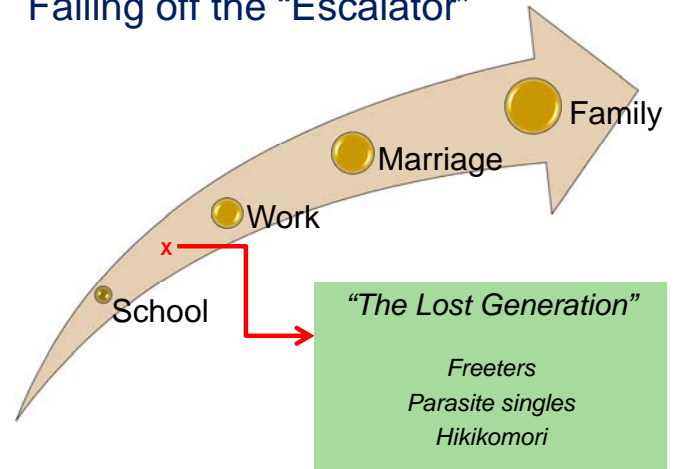 Falling off the “Escalator”
Family
Marriage
Work
x
School
“The Lost Generation”
Freeters
Parasite singles
Hikikomori